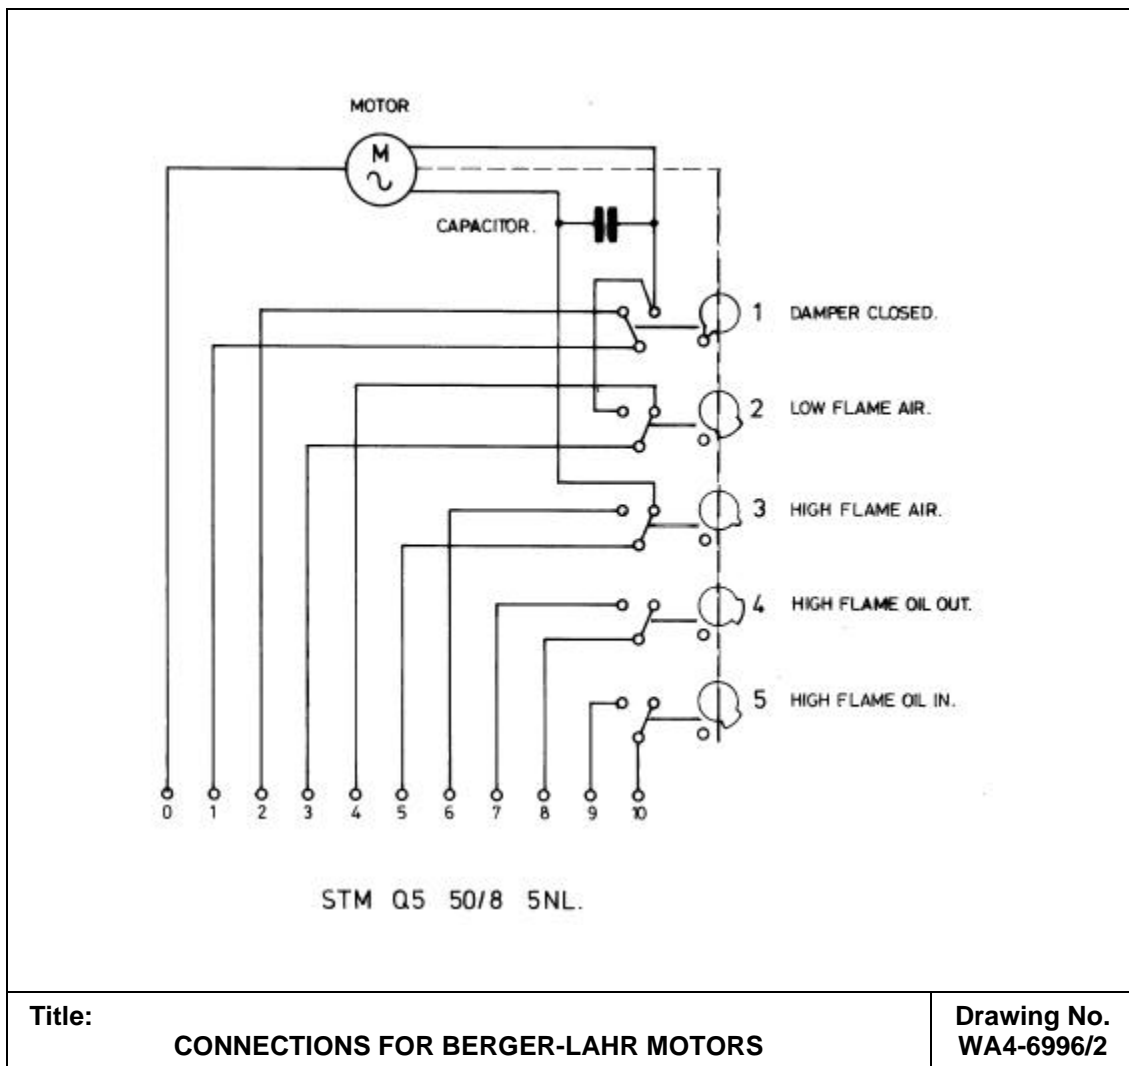 MOTOR
M
CAPACITOR.
1 DAMPER CLOSED.
2 LOW FLAME AIR.
3 HIGH FLAME AIR.
4 HIGH FLAME OIL OUT.
5 HIGH FLAME OIL IN.
0 1 2 3 4 5 6 7 8 9 10
STM Q5 50/8 5NL.
Title:
CONNECTIONS FOR BERGER-LAHR MOTORS
Drawing No.
WA4-6996/2